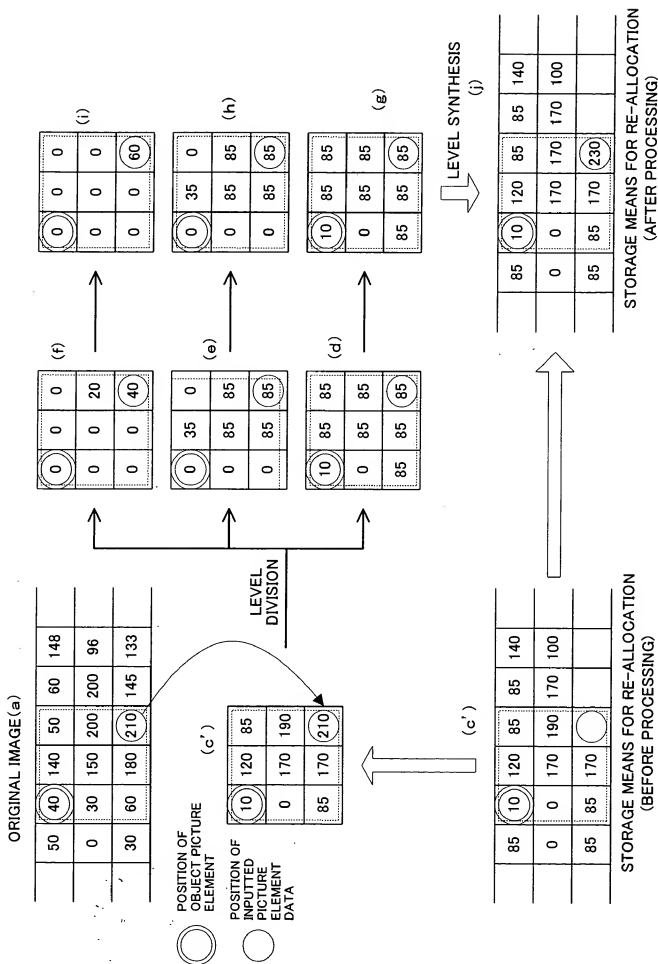 ORIGINAL IMAGE(a)
50 40 140 50 60 148
0 30 150 200 200 96
30 60 180 210 145 133
POSITION OF
OBJECT PICTURE
ELEMENT
POSITION OF
INPUTTED
PICTURE
ELEMENT
DATA
(c')
10 120 85
0 170 190
85 170 210
LEVEL
DIVISION
(f)
0 0 0
0 0 20
0 0 40
(e)
0 35 0
0 85 85
0 85 85
(d)
10 85 85
0 85 85
85 85 85
(i)
0 0 0
0 0 0
0 0 60
(h)
0 35 0
0 85 85
0 85 85
(g)
10 85 85
0 85 85
85 85 85
LEVEL SYNTHESIS
(j)
(c')
85 10 120 85 85 140
0 0 170 190 170 100
85 85 170
STORAGE MEANS FOR RE-ALLOCATION
(BEFORE PROCESSING)
85 10 120 85 85 140
0 0 170 170 170 100
85 85 170 230
STORAGE MEANS FOR RE-ALLOCATION
(AFTER PROCESSING)